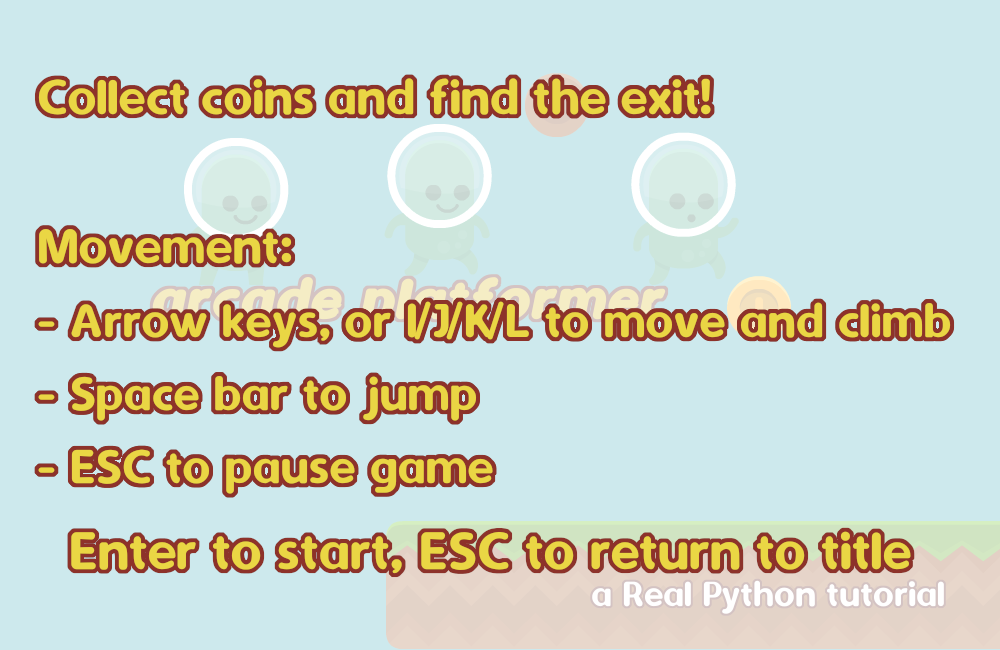 Collect coins and find the exit!
Movement:
arcade platformer
- Arrow keys, or I/J/K/L to move and climb
- Space bar to jump
- ESC to pause game
Enter to start, ESC to return to title
a Real Python tutorial